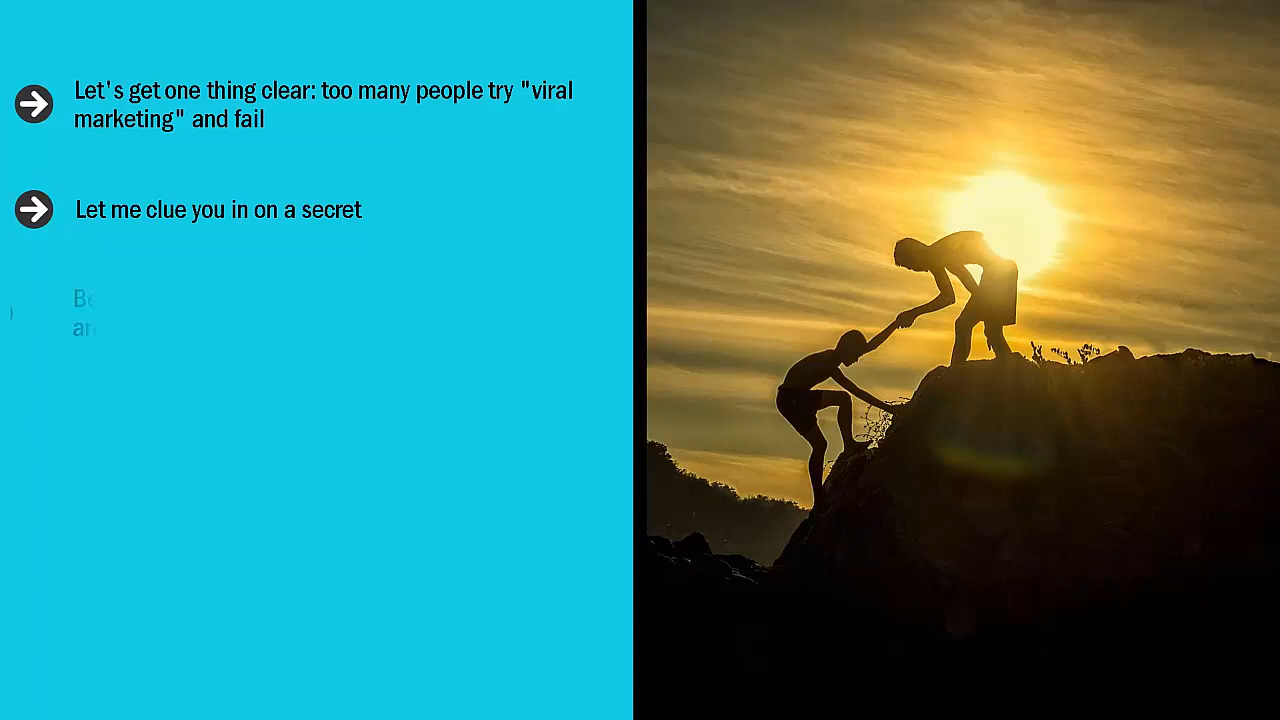 Let's get one thing clear: too many people try "viral
marketing" and fail
Let me clue you in on a secret